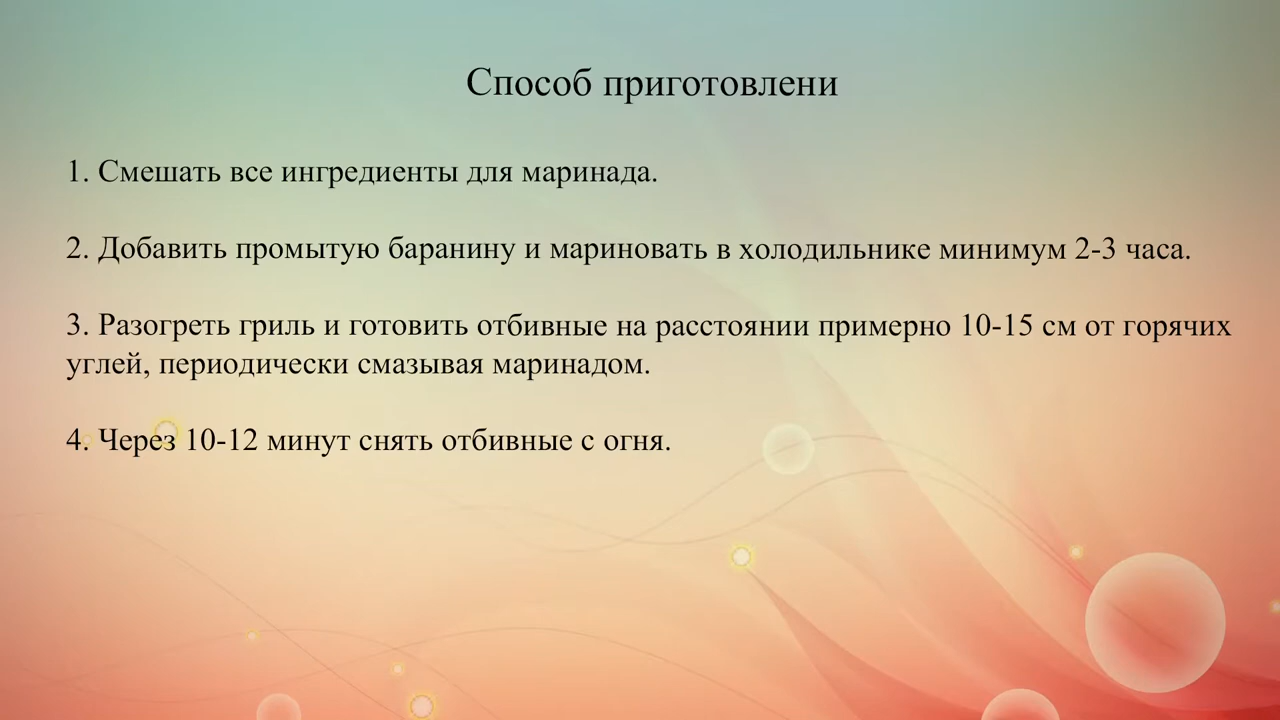 Способ приготовлени
1. Смешать все ингредиенты для маринада.
2. Добавить промытую баранину и мариновать в холодильнике минимум 2-3 часа.
3. Разогреть гриль и готовить отбивные на расстоянии примерно 10-15 см от горячих
углей, периодически смазывая маринадом.
4. Через 10-12 минут снять отбивные с огня.